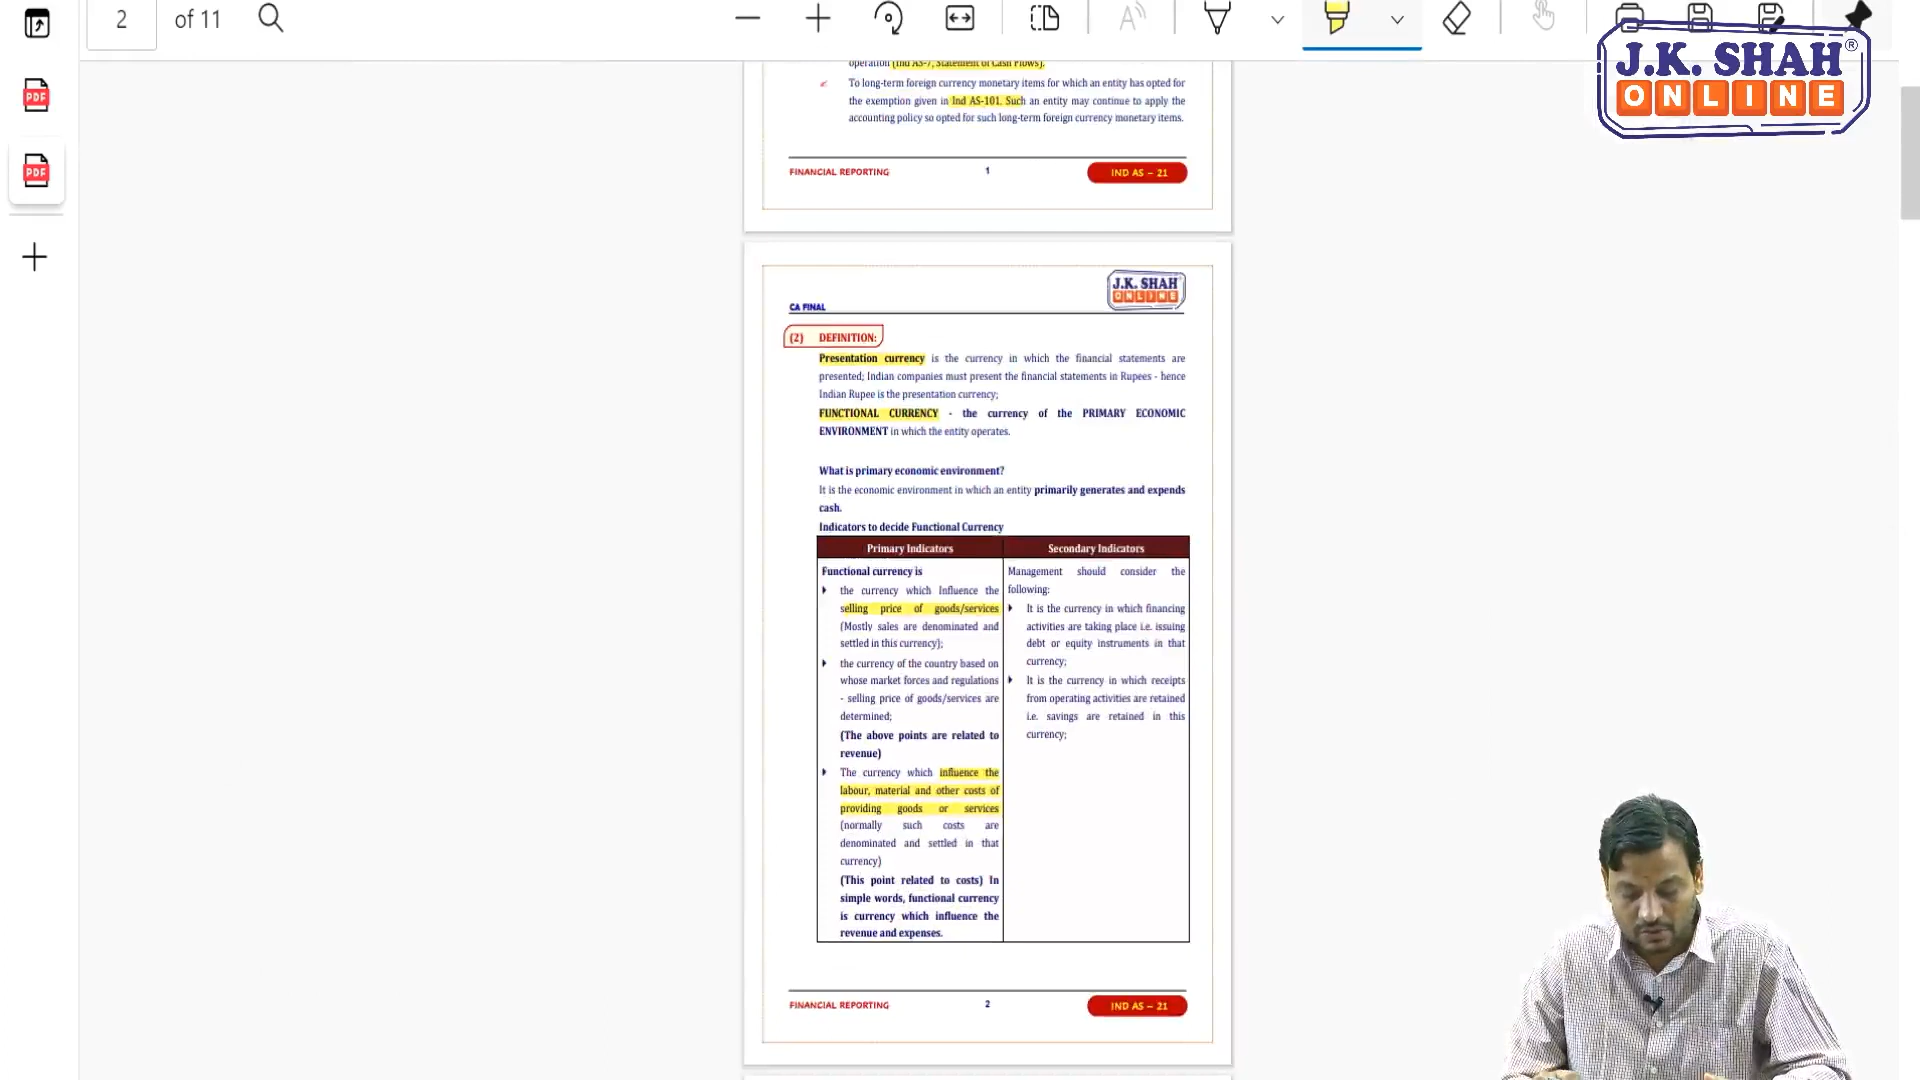 2
of 11
J.K. SHAH®
ONLINE
PDF
PDF
operation (Ind AS-7, Statement of Cash Flows).
To long-term foreign currency monetary items for which an entity has opted for
the exemption given in Ind AS-101. Such an entity may continue to apply the
accounting policy so opted for such long-term foreign currency monetary items.
FINANCIAL REPORTING
1
IND AS – 21
J.K. SHAH
ONLINE
CA FINAL
(2) DEFINITION:
Presentation currency is the currency in which the financial statements are
presented; Indian companies must present the financial statements in Rupees - hence
Indian Rupee is the presentation currency;
FUNCTIONAL CURRENCY - the currency of the PRIMARY ECONOMIC
ENVIRONMENT in which the entity operates.
What is primary economic environment?
It is the economic environment in which an entity primarily generates and expends
cash.
Indicators to decide Functional Currency
Primary Indicators
Functional currency is
the currency which Influence the
selling price of goods/services
(Mostly sales are denominated and
settled in this currency);
the currency of the country based on
whose market forces and regulations
- selling price of goods/services are
determined;
(The above points are related to
revenue)
The currency which influence the
labour, material and other costs of
providing goods or services
(normally such costs are
denominated and settled in that
currency)
(This point related to costs) In
simple words, functional currency
is currency which influence the
revenue and expenses.
Secondary Indicators
Management should consider the
following:
It is the currency in which financing
activities are taking place i.e. issuing
debt or equity instruments in that
currency;
It is the currency in which receipts
from operating activities are retained
i.e. savings are retained in this
currency;
FINANCIAL REPORTING
2
IND AS – 21